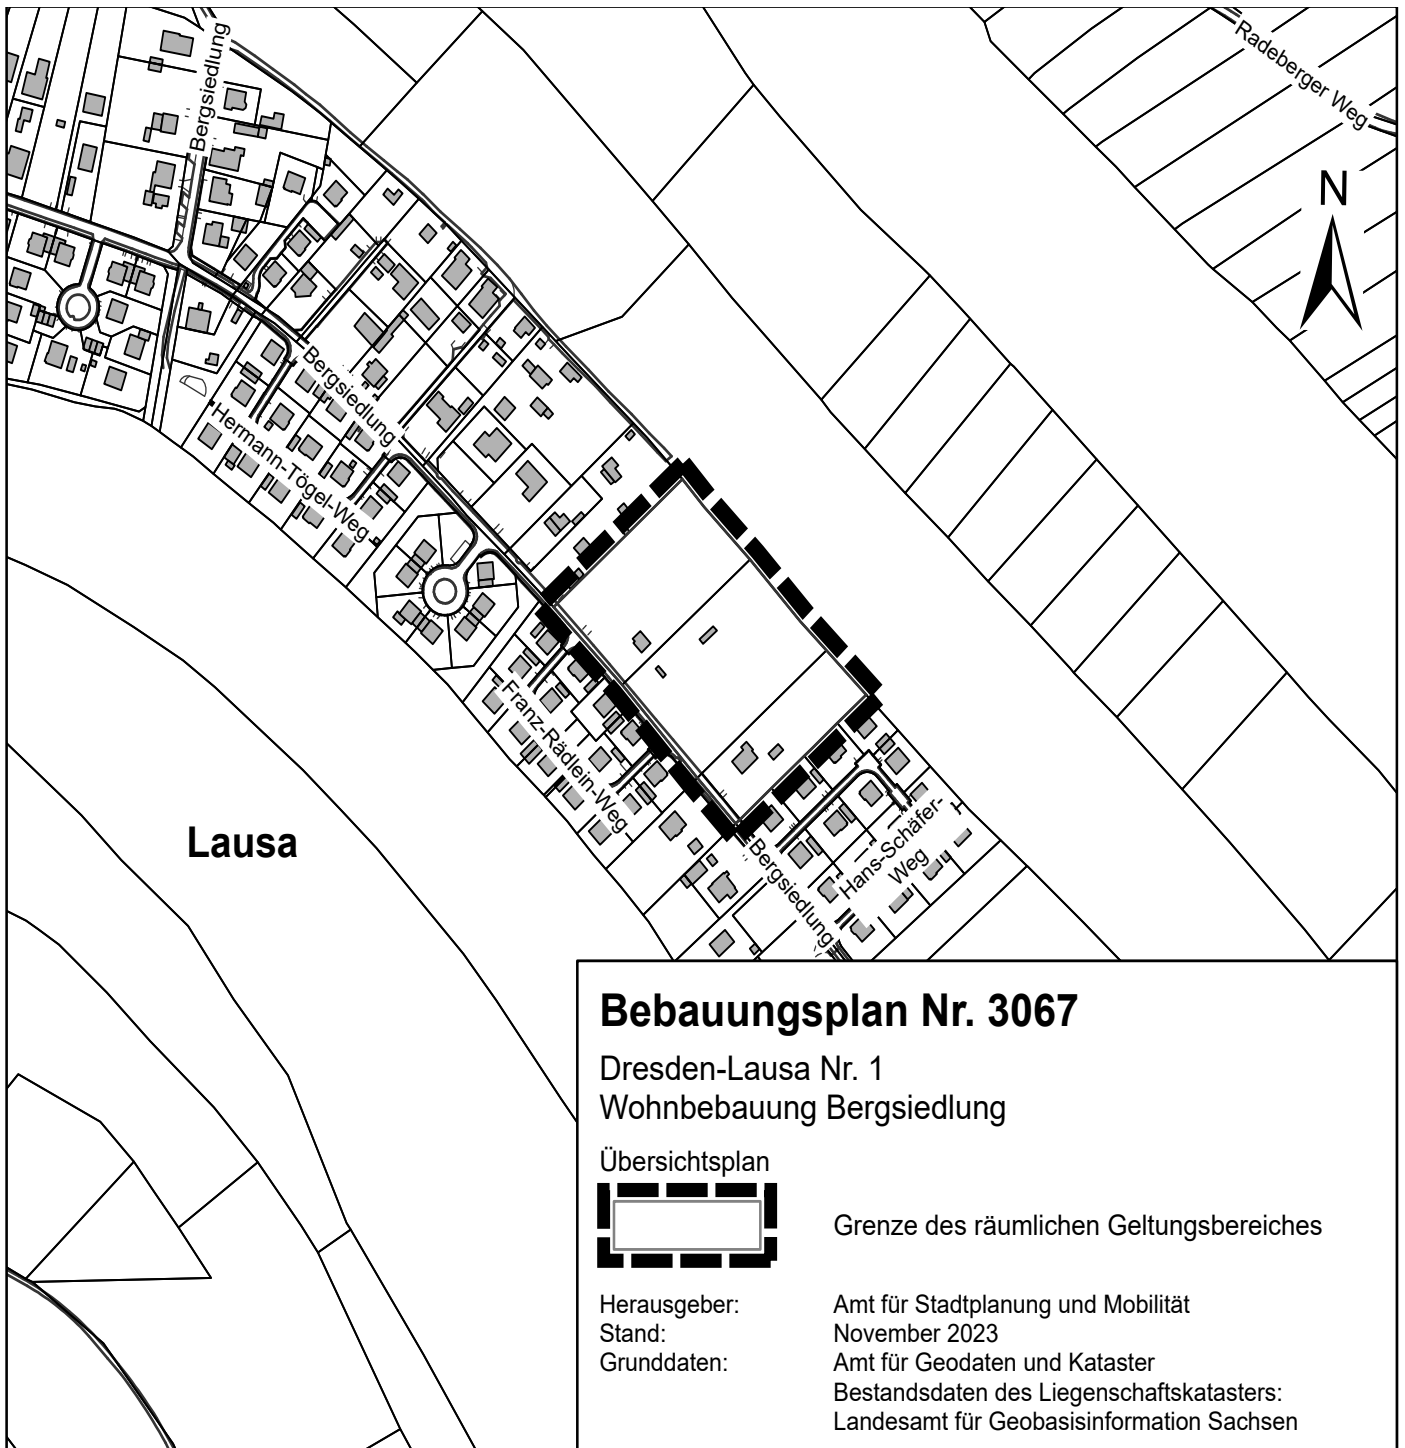 Bergsiedlung
Radeberger Weg
N
Bergsiedlung
Hermann-Tögel-Weg
Franz-Rädlein-Weg
Lausa
Bergsiedlung
Hans-Schäfer-
Weg
Bebauungsplan Nr. 3067
Dresden-Lausa Nr. 1
Wohnbebauung Bergsiedlung
Übersichtsplan
Grenze des räumlichen Geltungsbereiches
Herausgeber: Amt für Stadtplanung und Mobilität
Stand: November 2023
Grunddaten: Amt für Geodaten und Kataster
Bestandsdaten des Liegenschaftskatasters:
Landesamt für Geobasisinformation Sachsen